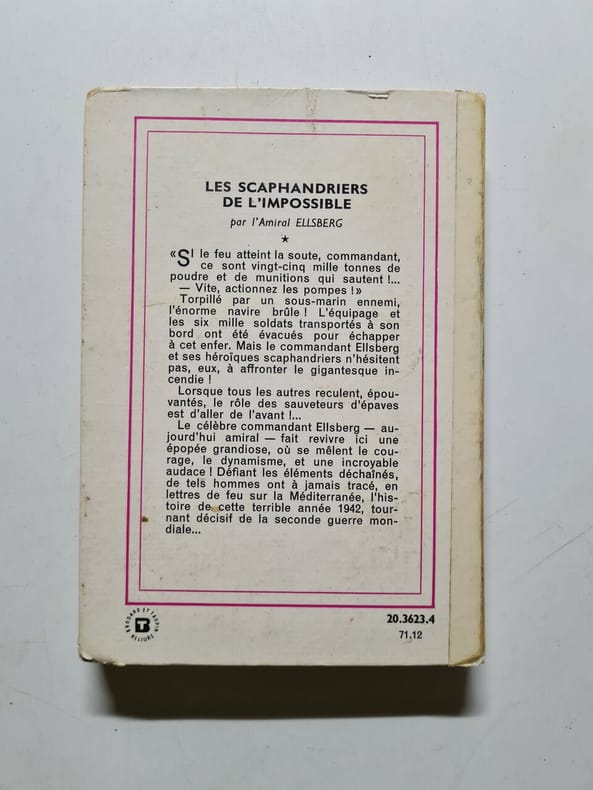 LES SCAPHANDRIERS
DE L'IMPOSSIBLE
par l'Amiral ELLSBERG
★
«SI le feu atteint la soute, commandant,
ce sont vingt-cinq mille tonnes de
poudre et de munitions qui sautent !...
— Vite, actionnez les pompes !»
Torpillé par un sous-marin ennemi,
l'énorme navire brûle ! L'équipage et
les six mille soldats transportés à son
bord ont été évacués pour échapper
à cet enfer. Mais le commandant Ellsberg
et ses héroïques scaphandriers n'hésitent
pas, eux, à affronter le gigantesque in-
cendie !
Lorsque tous les autres reculent, épou-
vantés, le rôle des sauveteurs d'épaves
est d'aller de l'avant !...
Le célèbre commandant Ellsberg — au-
jourd'hui amiral — fait revivre ici une
épopée grandiose, où se mêlent le cou-
rage, le dynamisme, et une incroyable
audace ! Défiant les éléments déchaînés,
de tels hommes ont à jamais tracé, en
lettres de feu sur la Méditerranée, l'his-
toire de cette terrible année 1942, tour-
nant décisif de la seconde guerre mon-
diale...
BRODARD ET TAUPIN
RELIURE
TB
20.3623.4
71.12